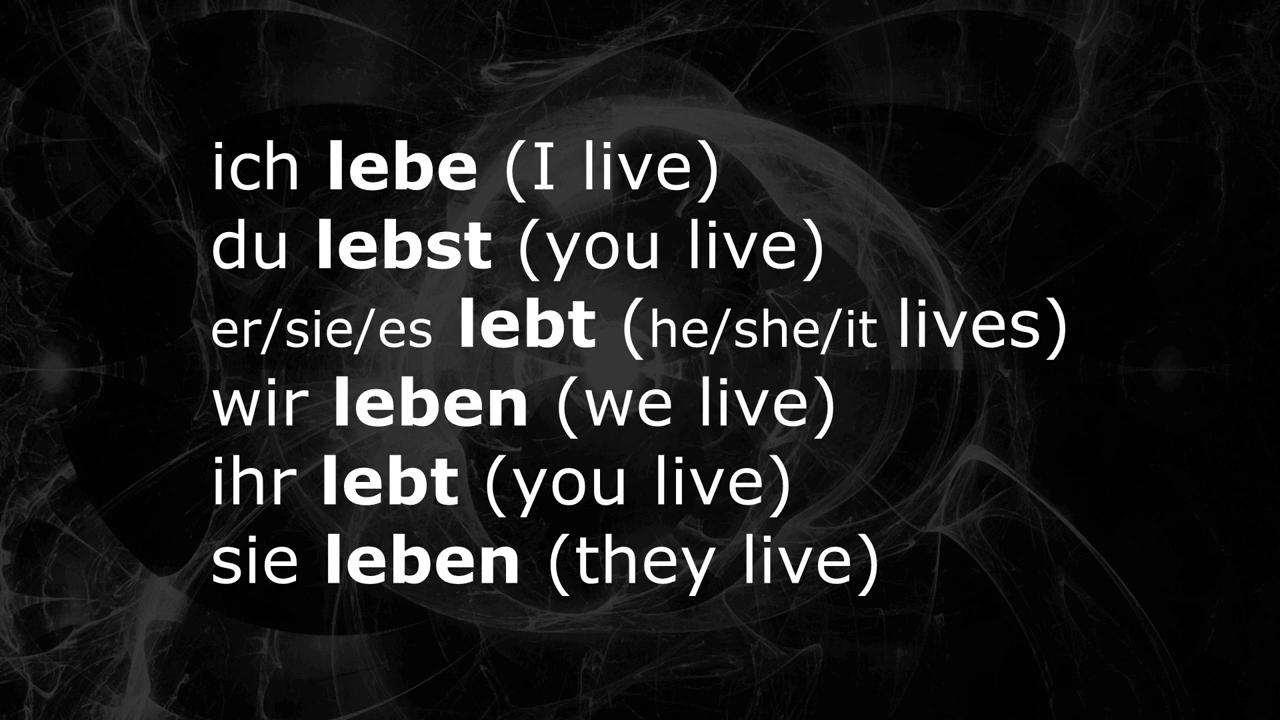 ich lebe (I live)
du lebst (you live)
er/sie/es lebt (he/she/it lives)
wir leben (we live)
ihr lebt (you live)
sie leben (they live)